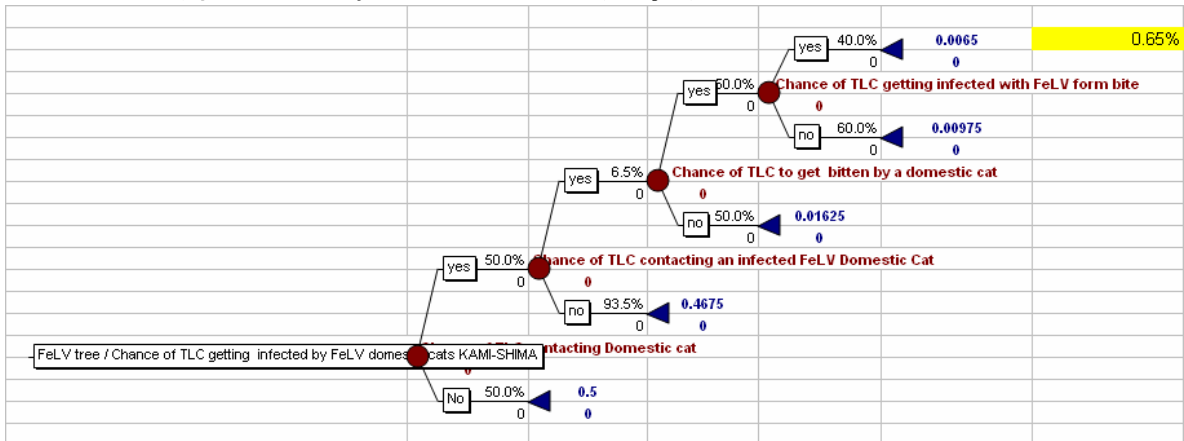 yes 40.0% 0.0065 0.65%
0 0
yes 50.0% Chance of TLC getting infected with FeLV form bite
0 0
no 60.0% 0.00975
0 0
yes 6.5% Chance of TLC to get bitten by a domestic cat
0 0
no 50.0% 0.01625
0 0
yes 50.0% Chance of TLC contacting an infected FeLV Domestic Cat
0 0
no 93.5% 0.4675
0 0
FeLV tree / Chance of TLC getting infected by FeLV domestic cats KAMI-SHIMA contacting Domestic cat
0
No 50.0% 0.5
0 0